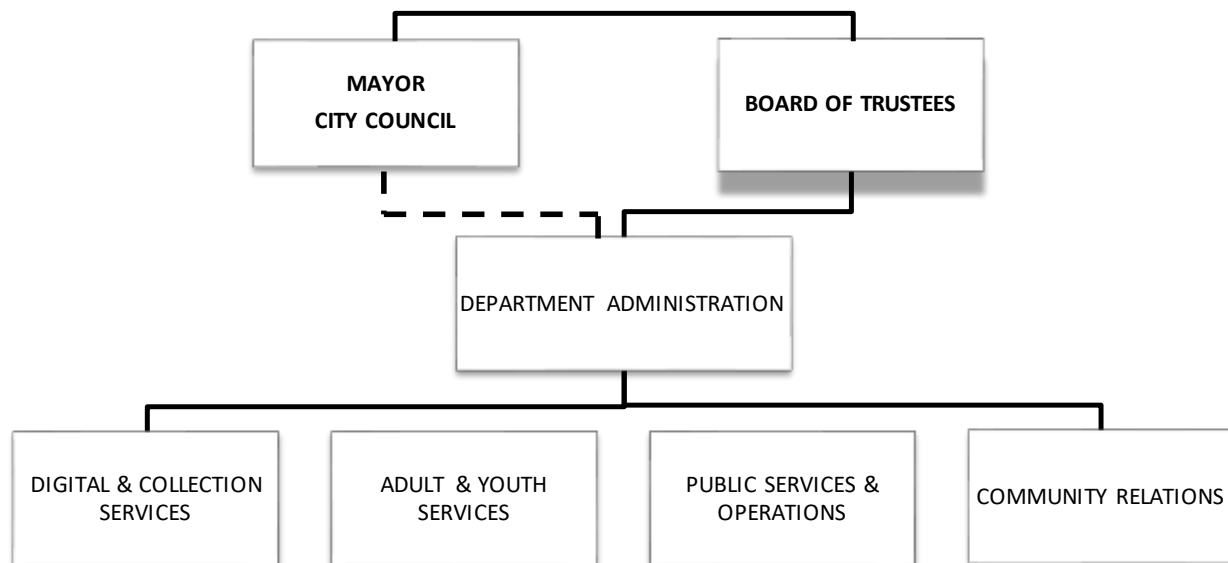 MAYOR
CITY COUNCIL
BOARD OF TRUSTEES
DEPARTMENT ADMINISTRATION
DIGITAL & COLLECTION
SERVICES
ADULT & YOUTH
SERVICES
PUBLIC SERVICES &
OPERATIONS
COMMUNITY RELATIONS